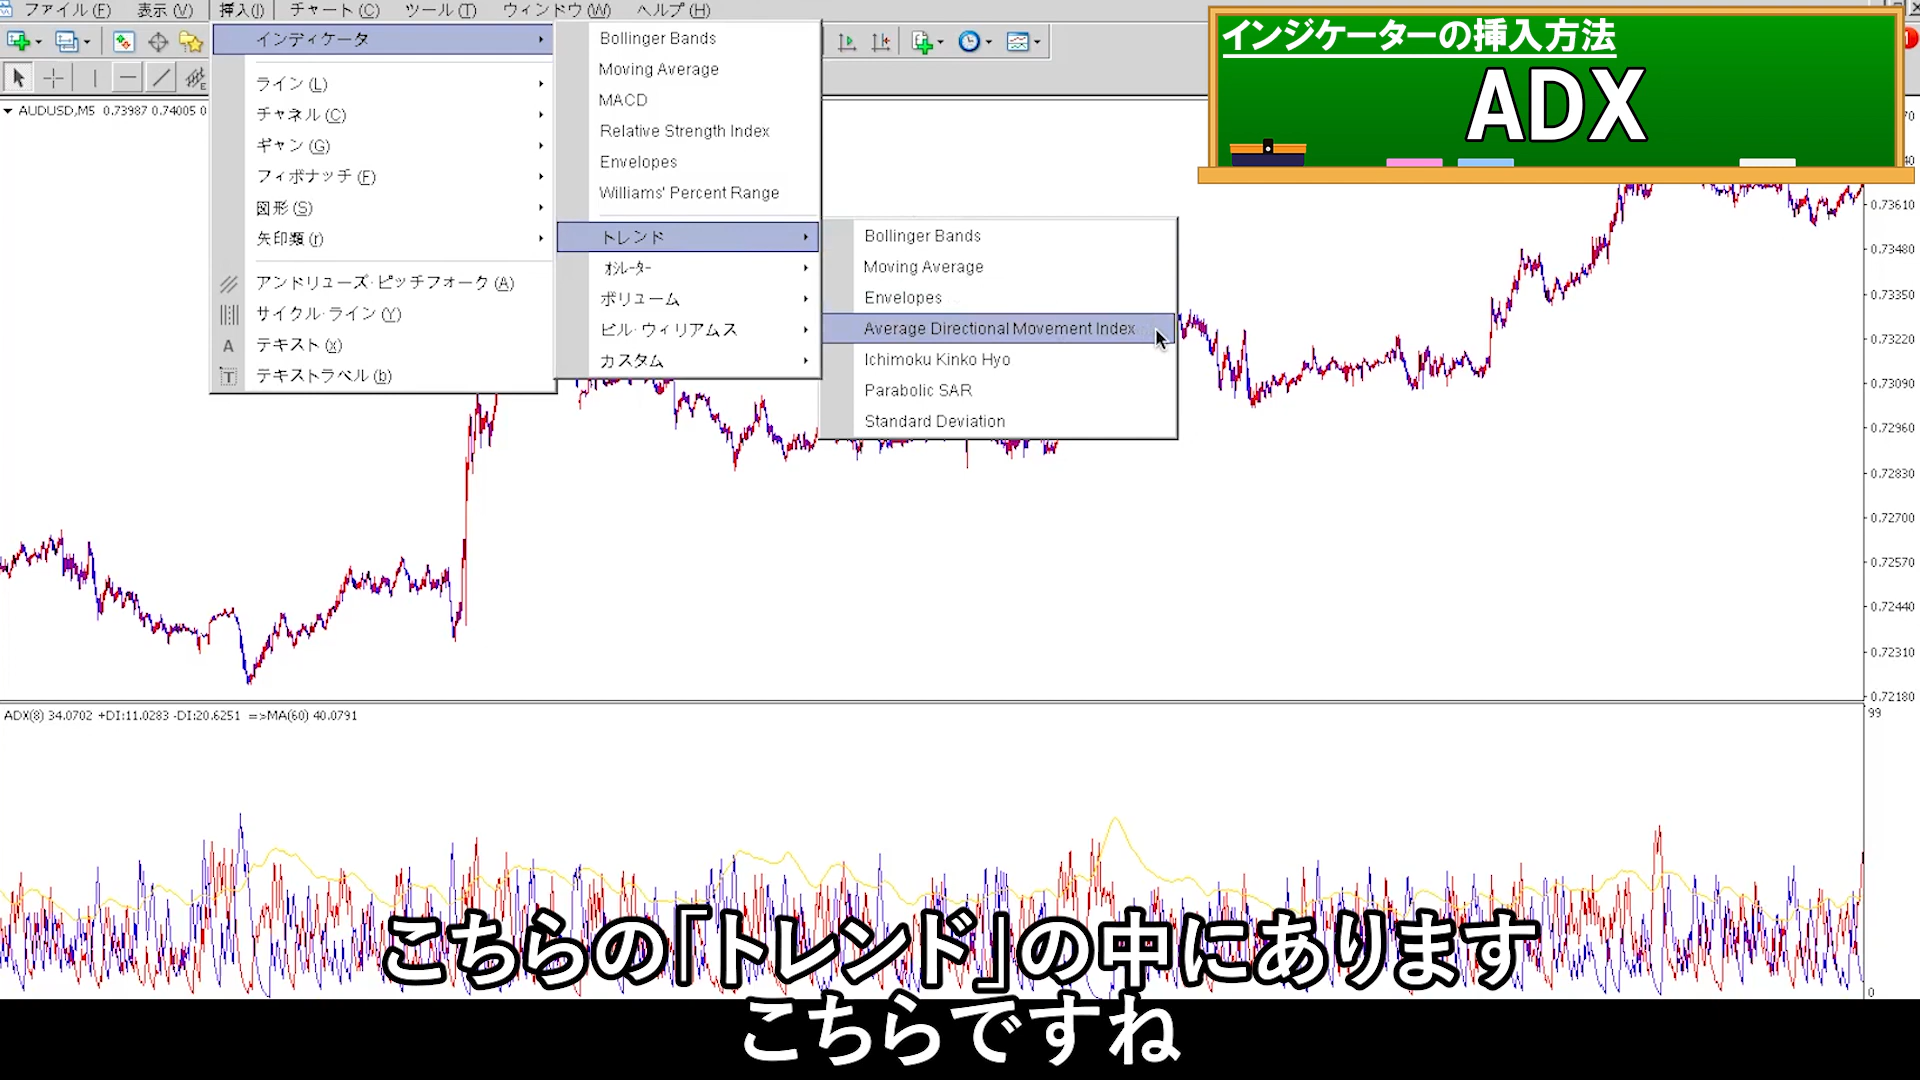 ファイル(F) 表示(V) 挿入(I) チャート(C) ツール(T) ウィンドウ(W) ヘルプ(H)
インジケーターの挿入方法
ADX
AUDUSD,M5 0.73987 0.74005 0
インディケータ
ライン(L)
チャネル(C)
ギャン(G)
フィボナッチ(F)
図形(S)
矢印類(r)
アンドリューズ・ピッチフォーク(A)
サイクル・ライン(Y)
テキスト(x)
テキストラベル(b)
Bollinger Bands
Moving Average
MACD
Relative Strength Index
Envelopes
Williams' Percent Range
トレンド
オシレーター
ボリューム
ビル・ウィリアムス
カスタム
Bollinger Bands
Moving Average
Envelopes
Average Directional Movement Index
Ichimoku Kinko Hyo
Parabolic SAR
Standard Deviation
0.73610
0.73480
0.73350
0.73220
0.73090
0.72960
0.72830
0.72700
0.72570
0.72440
0.72310
0.72180
ADX(8) 34.0702 +DI:11.0283 -DI:20.6251 =>MA(60) 40.0791
99
0
こちらの「トレンド」の中にあります
こちらですね